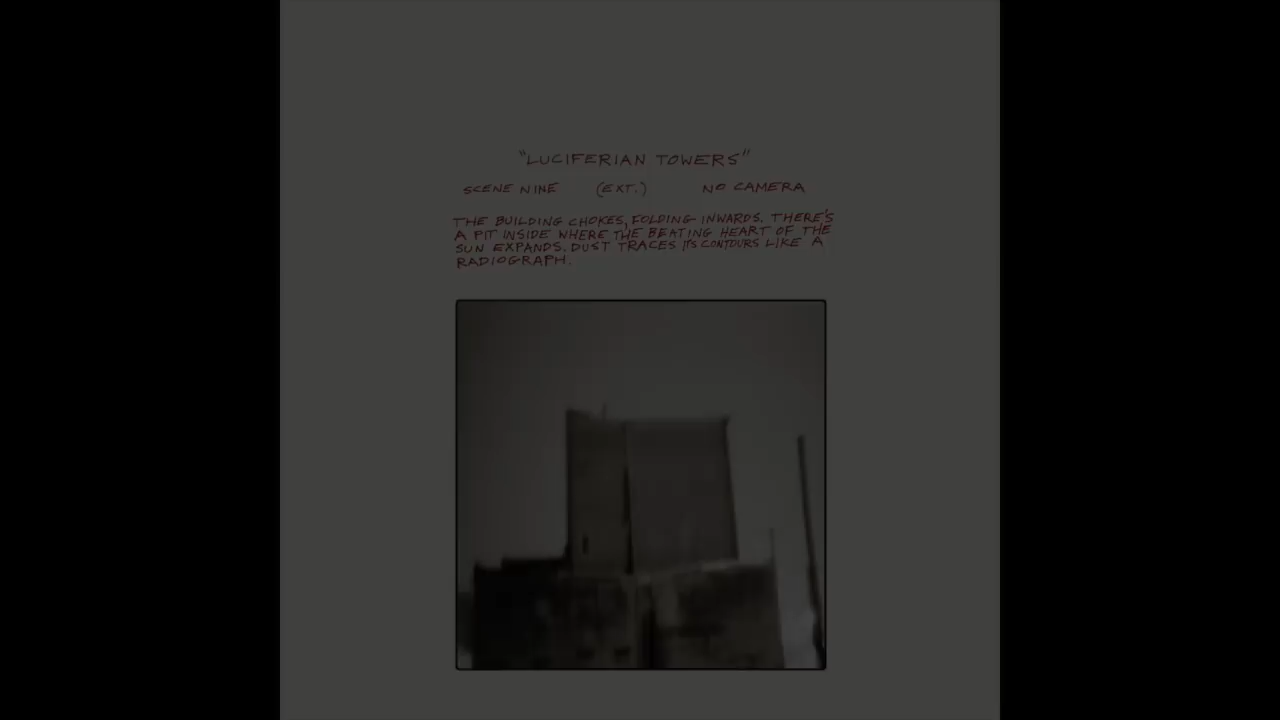 "LUCIFERIAN TOWERS"
SCENE NINE (EXT.) NO CAMERA
THE BUILDING CHOKES, FOLDING INWARDS. THERE'S
A PIT INSIDE WHERE THE BEATING HEART OF THE
SUN EXPANDS. DUST TRACES ITS CONTOURS LIKE A
RADIOGRAPH.